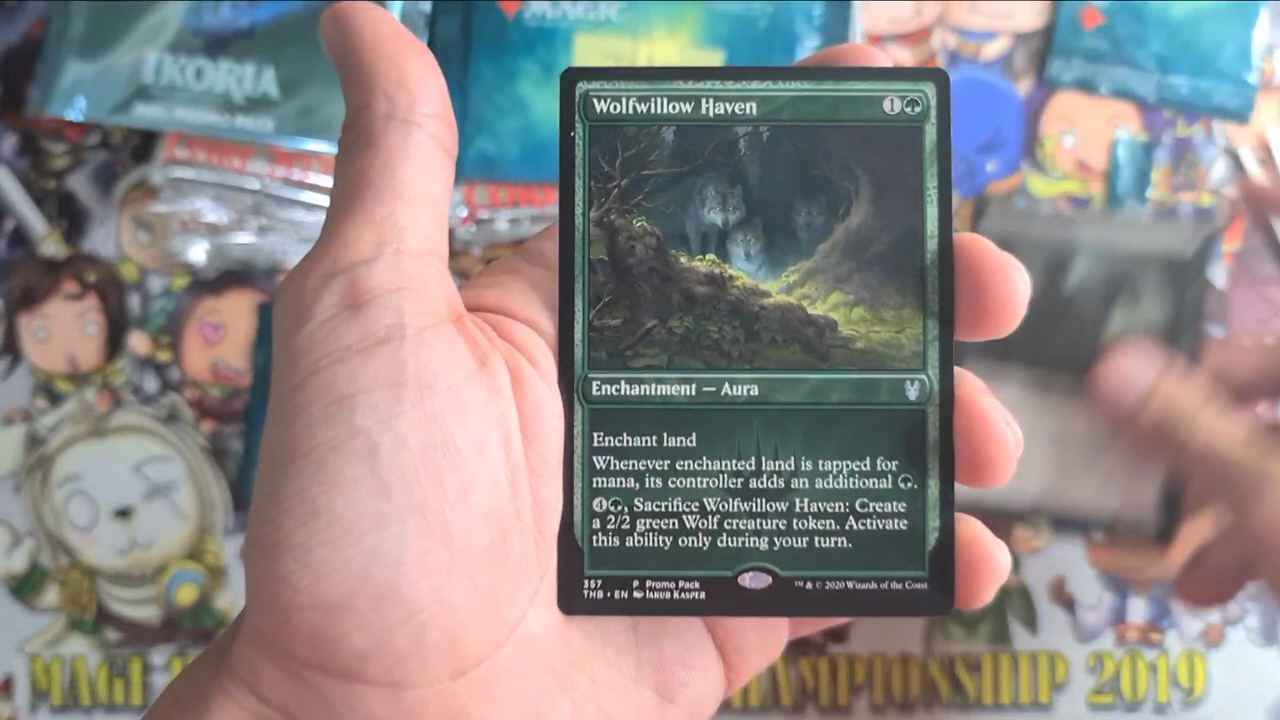 IKORIA
MAGIC
Wolfwillow Haven 1
Enchantment — Aura
Enchant land
Whenever enchanted land is tapped for
mana, its controller adds an additional .
4 , Sacrifice Wolfwillow Haven: Create
a 2/2 green Wolf creature token. Activate
this ability only during your turn.
357 P Promo Pack ™ & © 2020 Wizards of the Coast
THB • EN Jakub Kasper
CHAMPIONSHIP 2019